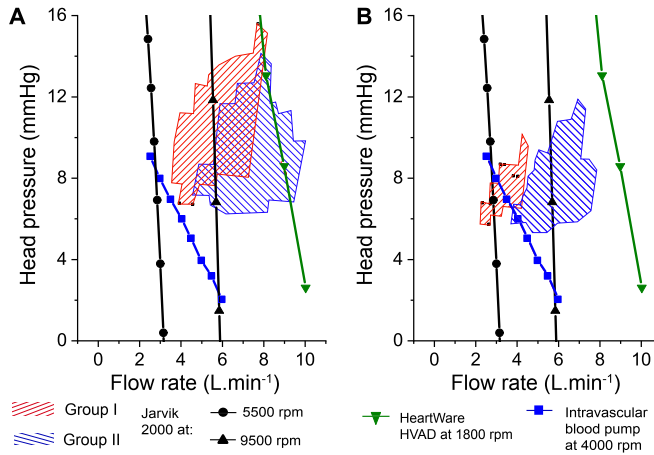 A
B
Head pressure (mmHg)
16
12
8
4
0
0 2 4 6 8 10
Flow rate (L.min-1)
Head pressure (mmHg)
16
12
8
4
0
0 2 4 6 8 10
Flow rate (L.min-1)
Group I
Group II
Jarvik
2000 at:
5500 rpm
9500 rpm
HeartWare
HVAD at 1800 rpm
Intravascular
blood pump
at 4000 rpm